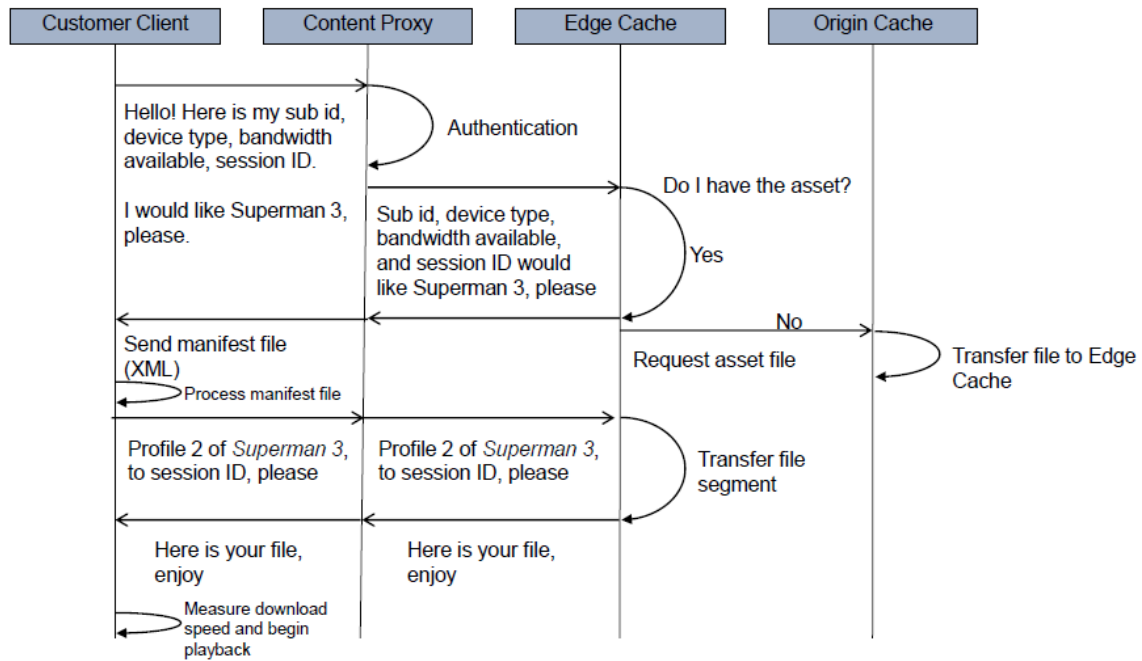 Customer Client
Content Proxy
Edge Cache
Origin Cache
Hello! Here is my sub id,
device type, bandwidth
available, session ID.
I would like Superman 3,
please.
Authentication
Sub id, device type,
bandwidth available,
and session ID would
like Superman 3, please
Do I have the asset?
Yes
No
Send manifest file
(XML)
Process manifest file
Request asset file
Transfer file to Edge
Cache
Profile 2 of Superman 3,
to session ID, please
Profile 2 of Superman 3,
to session ID, please
Transfer file
segment
Here is your file,
enjoy
Here is your file,
enjoy
Measure download
speed and begin
playback